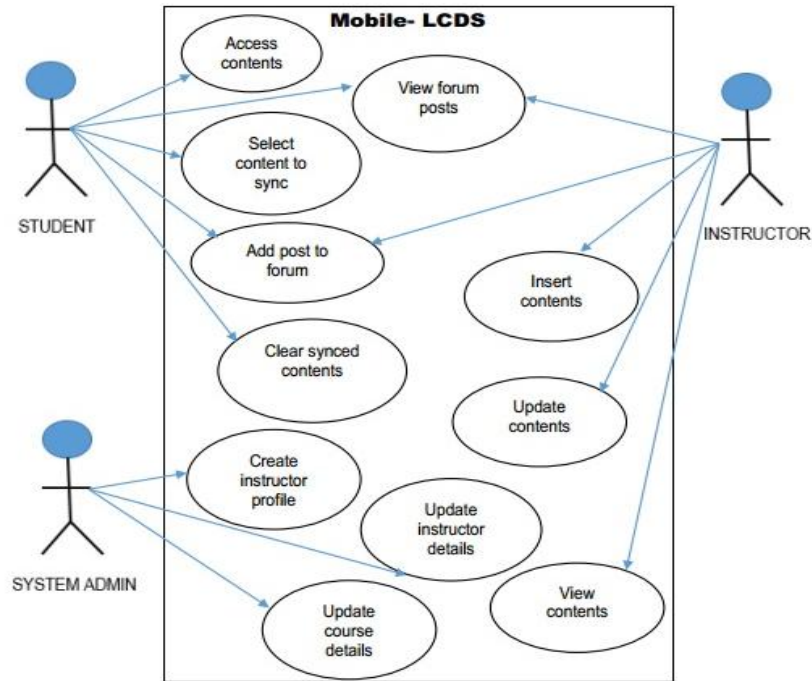 Mobile- LCDS
Access
contents
View forum
posts
Select
content to
sync
STUDENT
INSTRUCTOR
Add post to
forum
Insert
contents
Clear synced
contents
Update
contents
Create
instructor
profile
Update
instructor
details
SYSTEM ADMIN
View
contents
Update
course
details